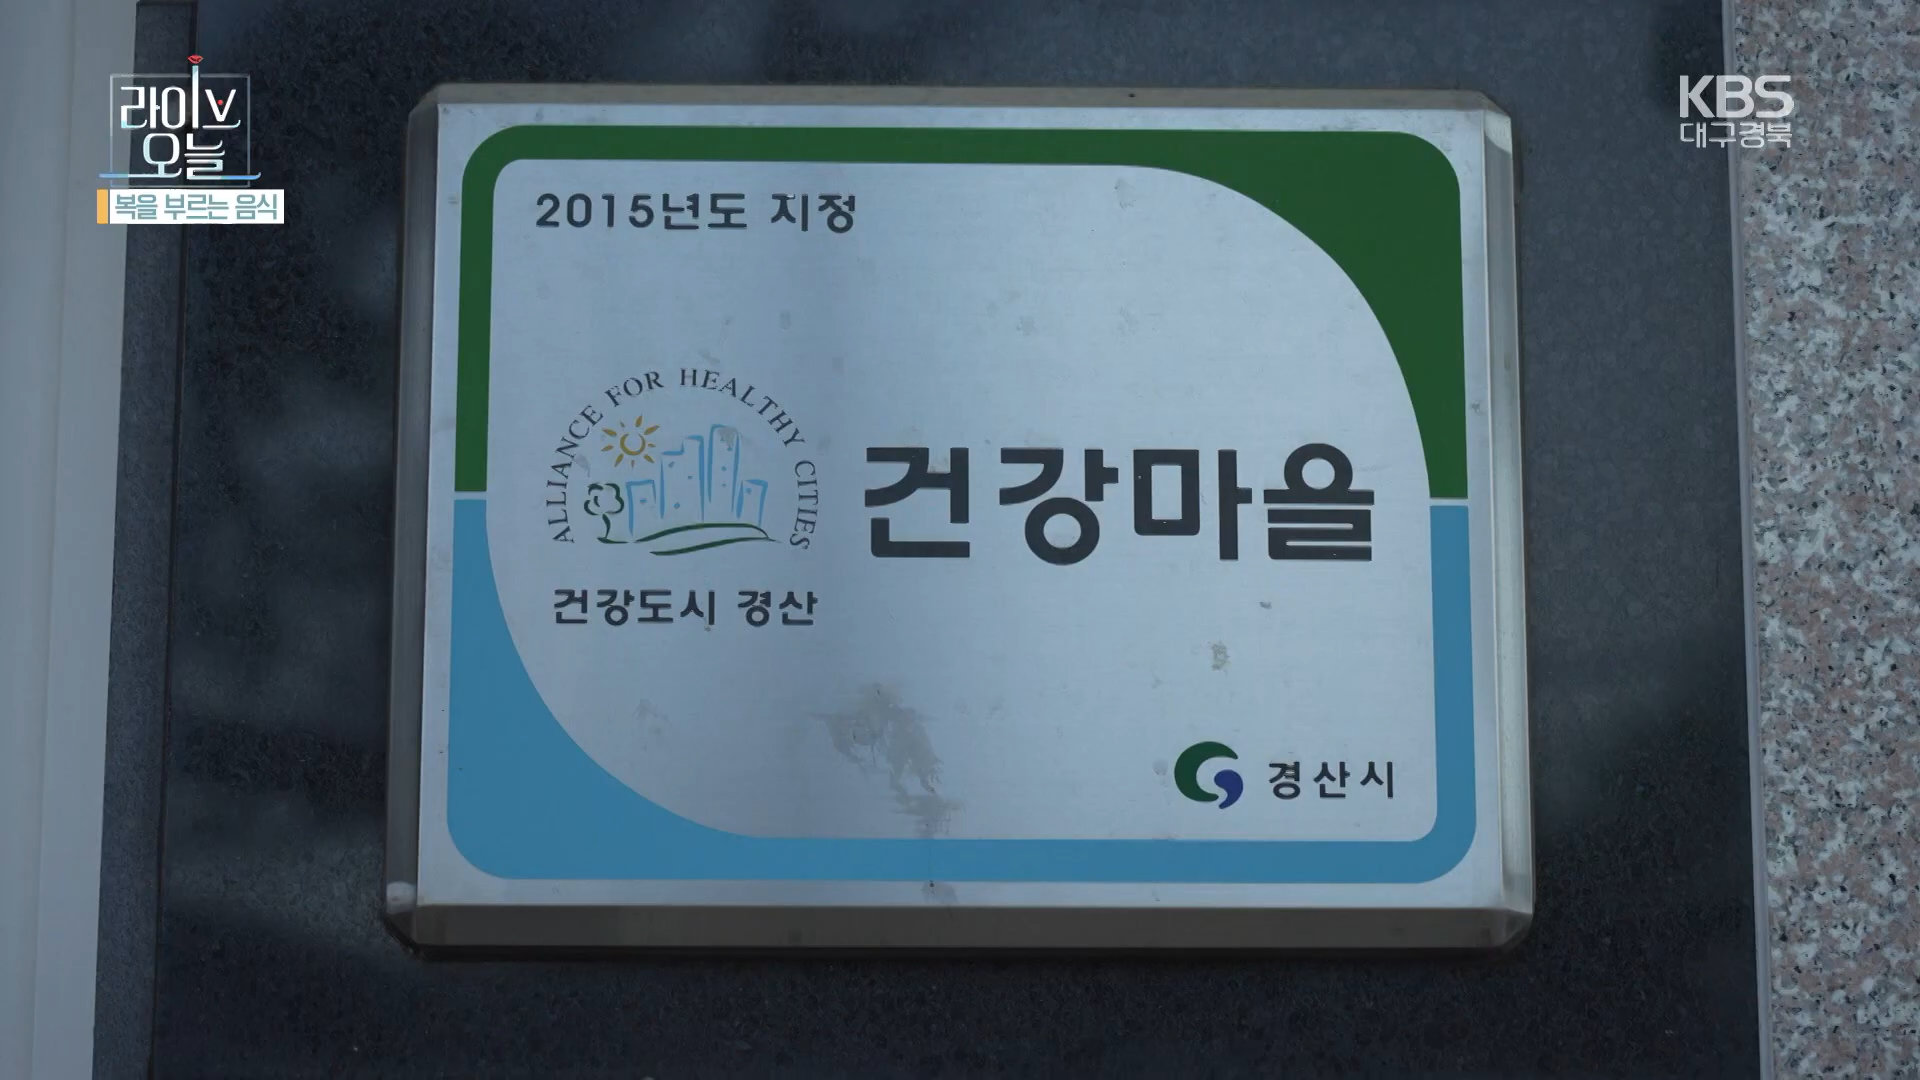 라이브
오늘
복을 부르는 음식
KBS
대구경북
2015년도 지정
ALLIANCE FOR HEALTHY CITIES
건강도시 경산
건강마을
경산시